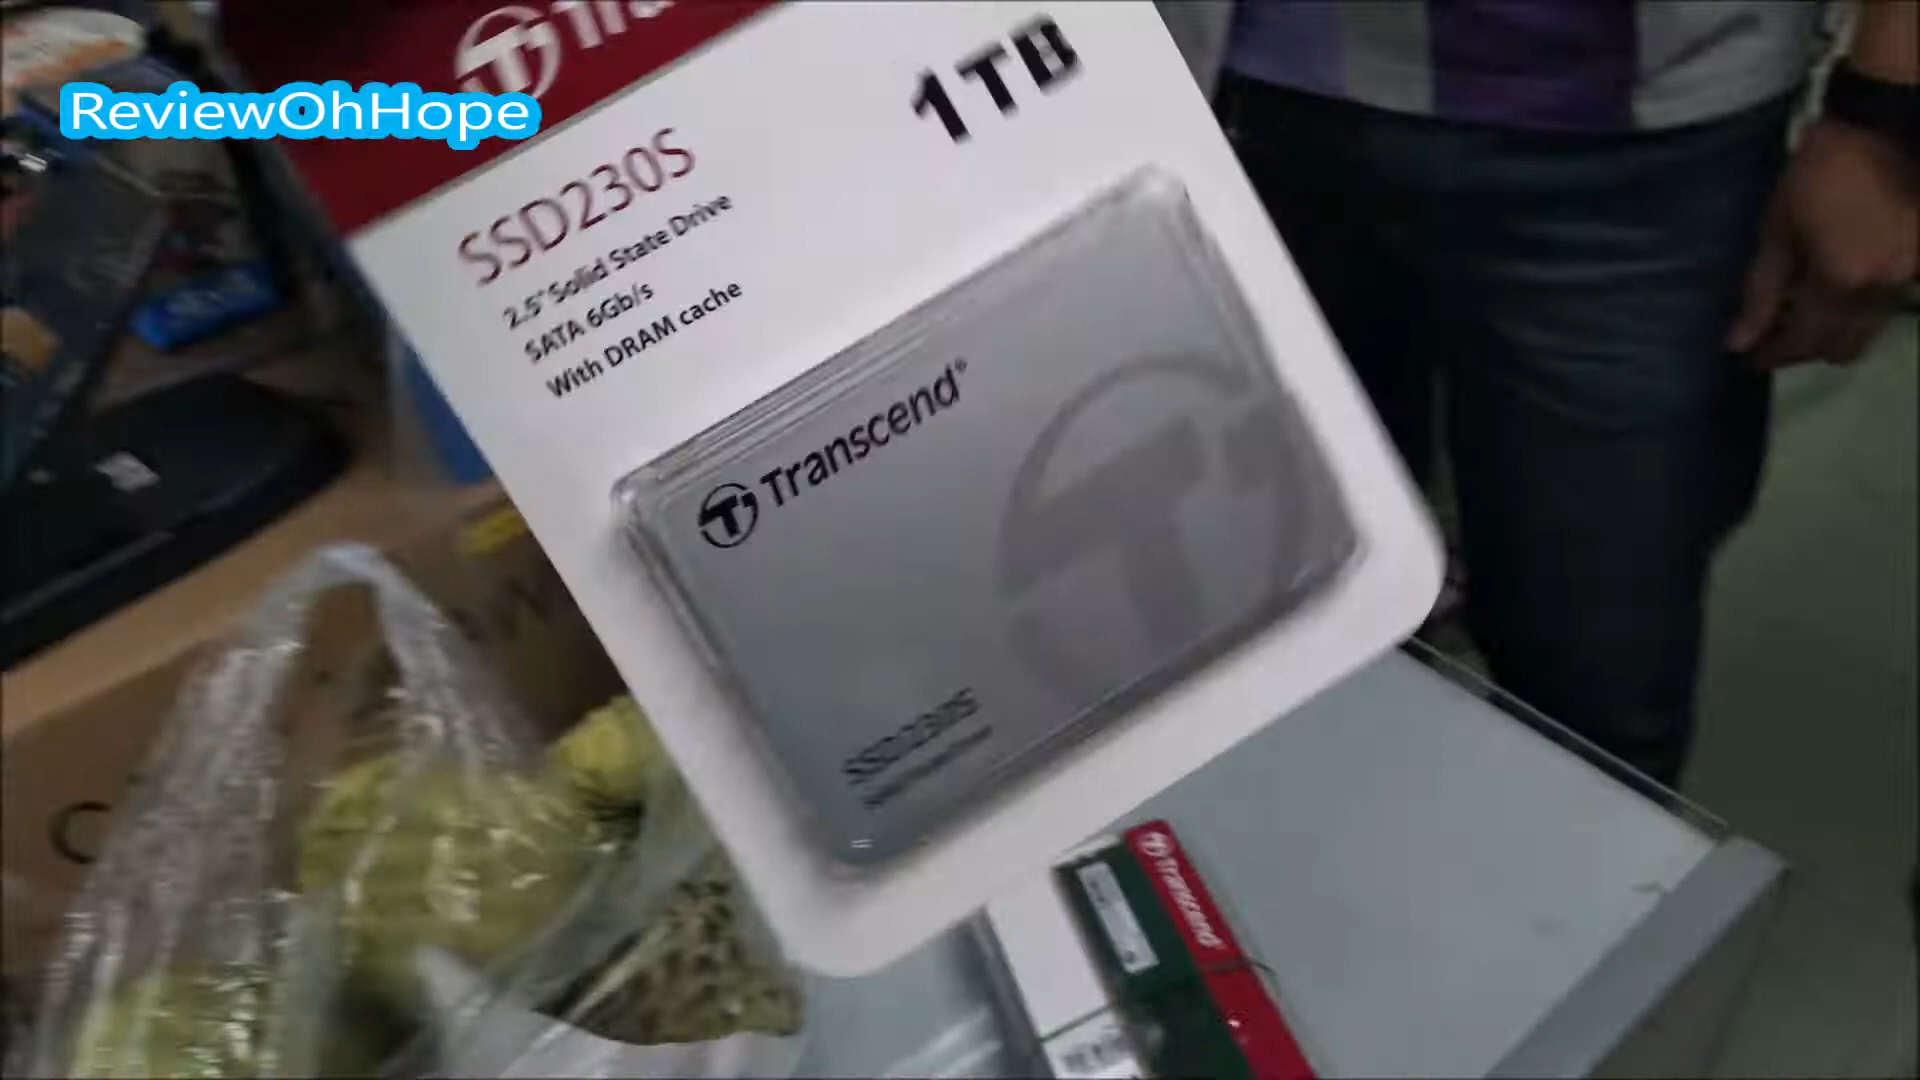 ReviewOhHope
1TB
SSD230S
2.5" Solid State Drive
SATA 6Gb/s
With DRAM cache
Transcend®
SSD230S
Transcend